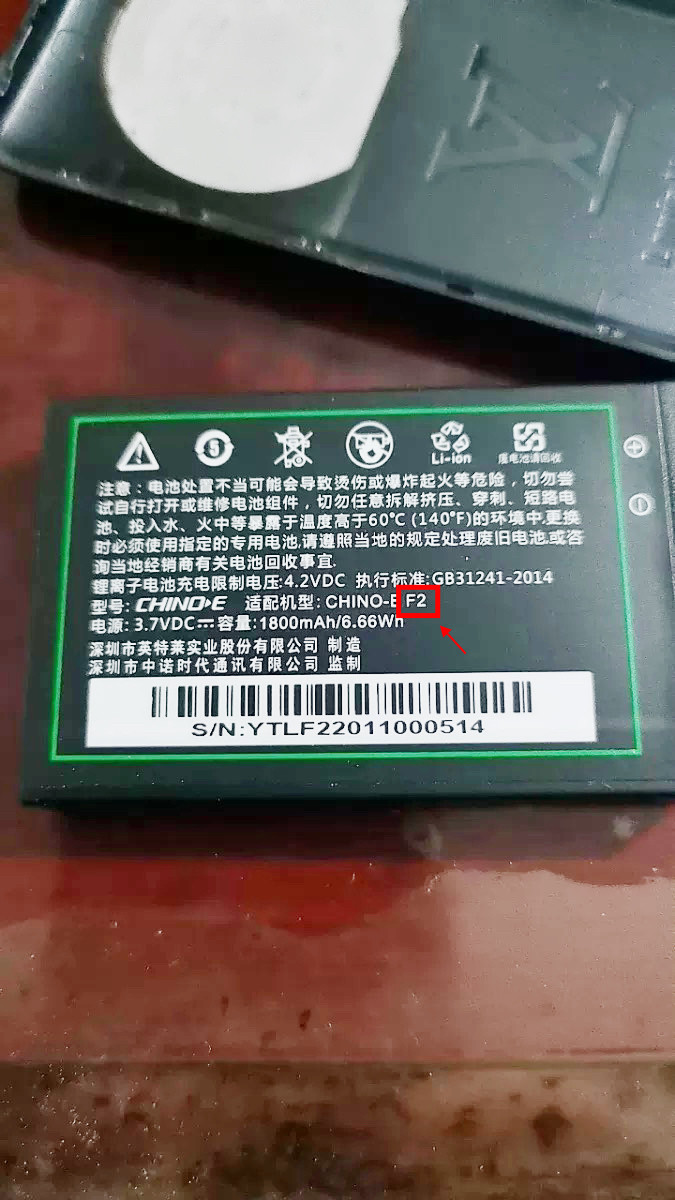 Li-ion
废电池请回收
注意：电池处置不当可能会导致烫伤或爆炸起火等危险，切勿尝
试自行打开或维修电池组件，切勿任意拆解挤压、穿刺、短路电
池、投入水、火中等暴露于温度高于60℃ (140℉)的环境中.更换
时必须使用指定的专用电池,请遵照当地的规定处理废旧电池,或咨
询当地经销商有关电池回收事宜.
锂离子电池充电限制电压:4.2VDC 执行标准:GB31241-2014
型号: CHINO-E 适配机型: CHINO-E F2
电源: 3.7VDC⎓容量:1800mAh/6.66Wh
深圳市英特莱实业股份有限公司 制造
深圳市中诺时代通讯有限公司 监制
S/N:YTLF22011000514